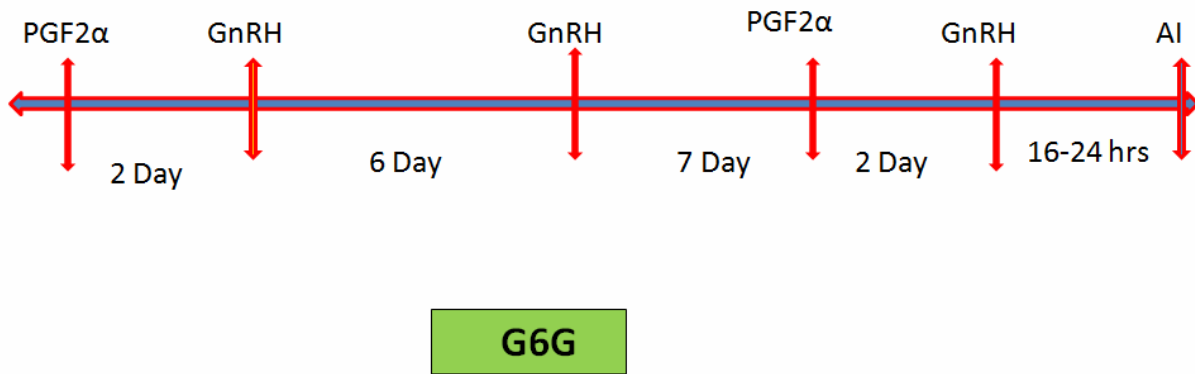 PGF2α GnRH GnRH PGF2α GnRH AI
2 Day 6 Day 7 Day 2 Day 16-24 hrs
G6G